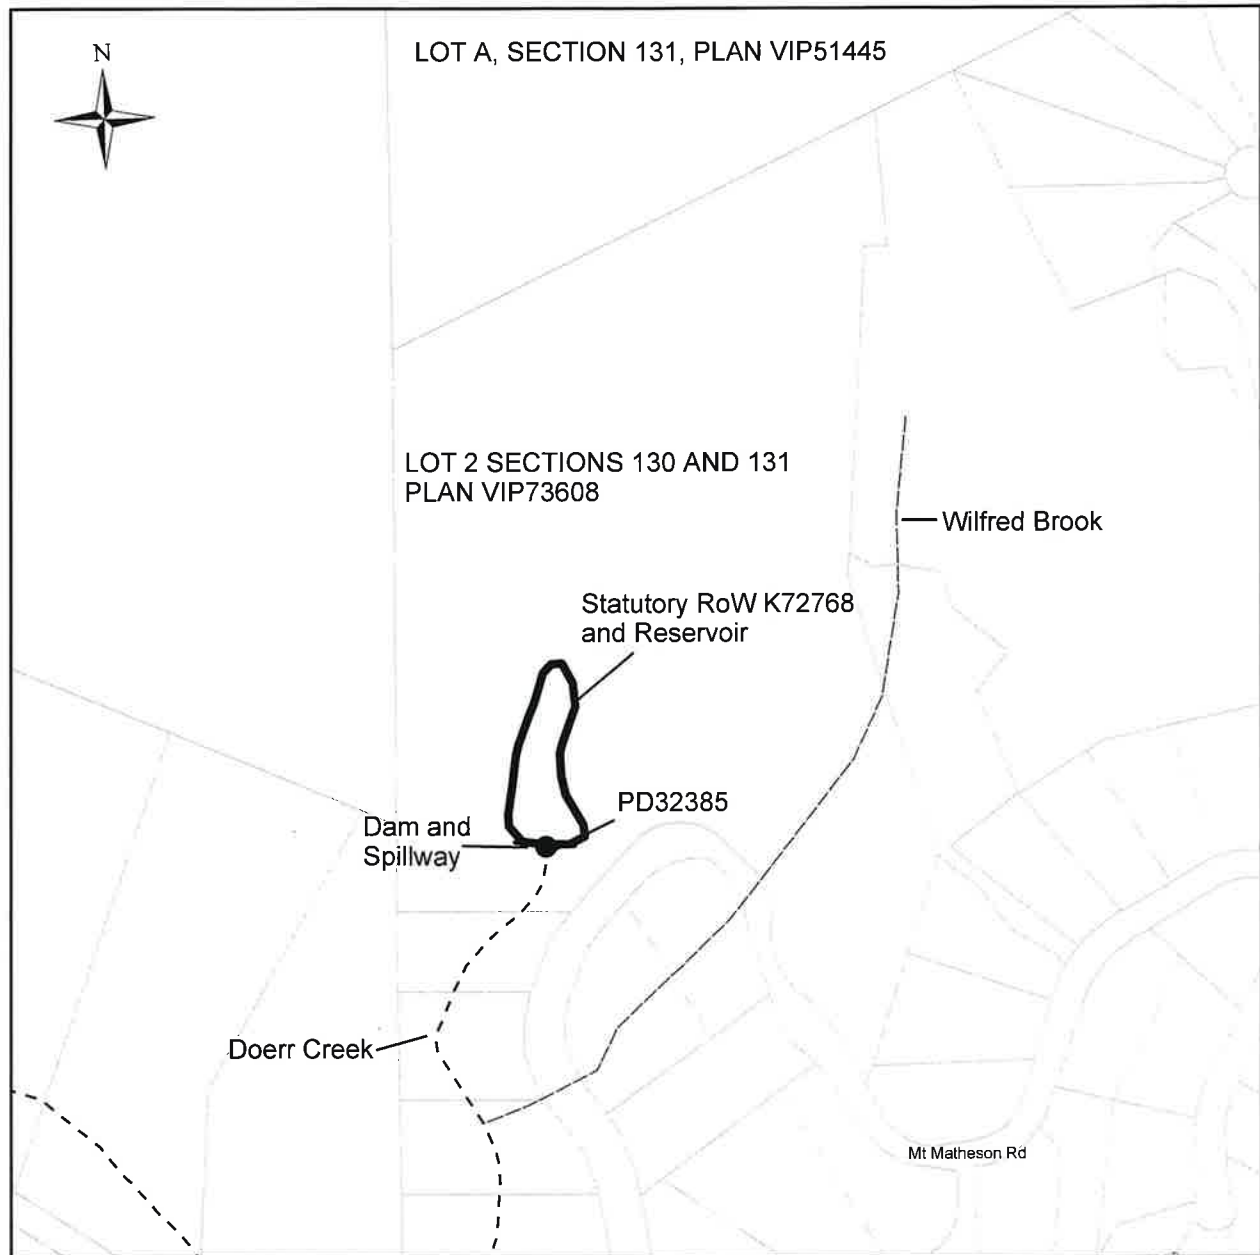 N
LOT A, SECTION 131, PLAN VIP51445
LOT 2 SECTIONS 130 AND 131
PLAN VIP73608
Wilfred Brook
Statutory RoW K72768
and Reservoir
PD32385
Dam and
Spillway
Doerr Creek
Mt Matheson Rd